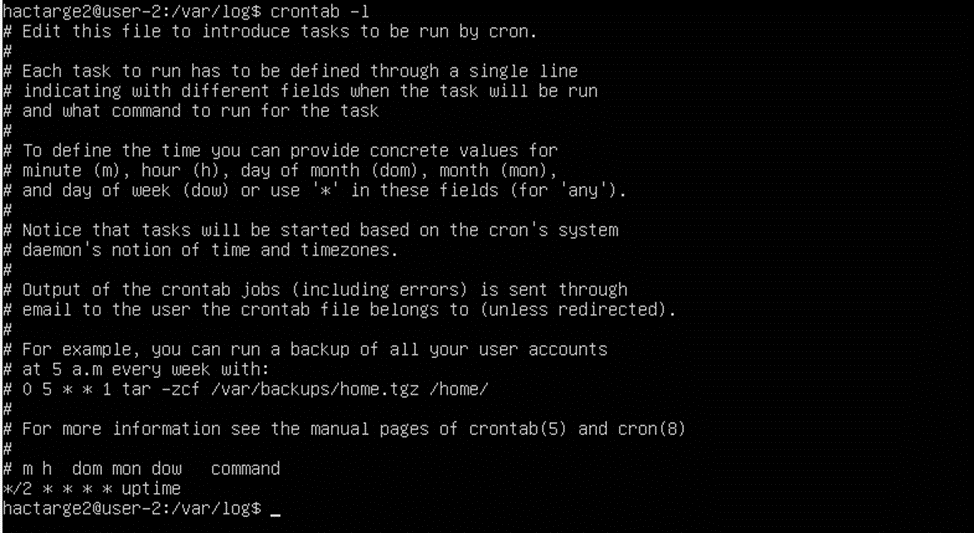 hactarge2@user-2:/var/log$ crontab -l
# Edit this file to introduce tasks to be run by cron.
#
# Each task to run has to be defined through a single line
# indicating with different fields when the task will be run
# and what command to run for the task
#
# To define the time you can provide concrete values for
# minute (m), hour (h), day of month (dom), month (mon),
# and day of week (dow) or use '*' in these fields (for 'any').
#
# Notice that tasks will be started based on the cron's system
# daemon's notion of time and timezones.
#
# Output of the crontab jobs (including errors) is sent through
# email to the user the crontab file belongs to (unless redirected).
#
# For example, you can run a backup of all your user accounts
# at 5 a.m every week with:
# 0 5 * * 1 tar -zcf /var/backups/home.tgz /home/
#
# For more information see the manual pages of crontab(5) and cron(8)
#
# m h  dom mon dow   command
*/2 * * * * uptime
hactarge2@user-2:/var/log$ _